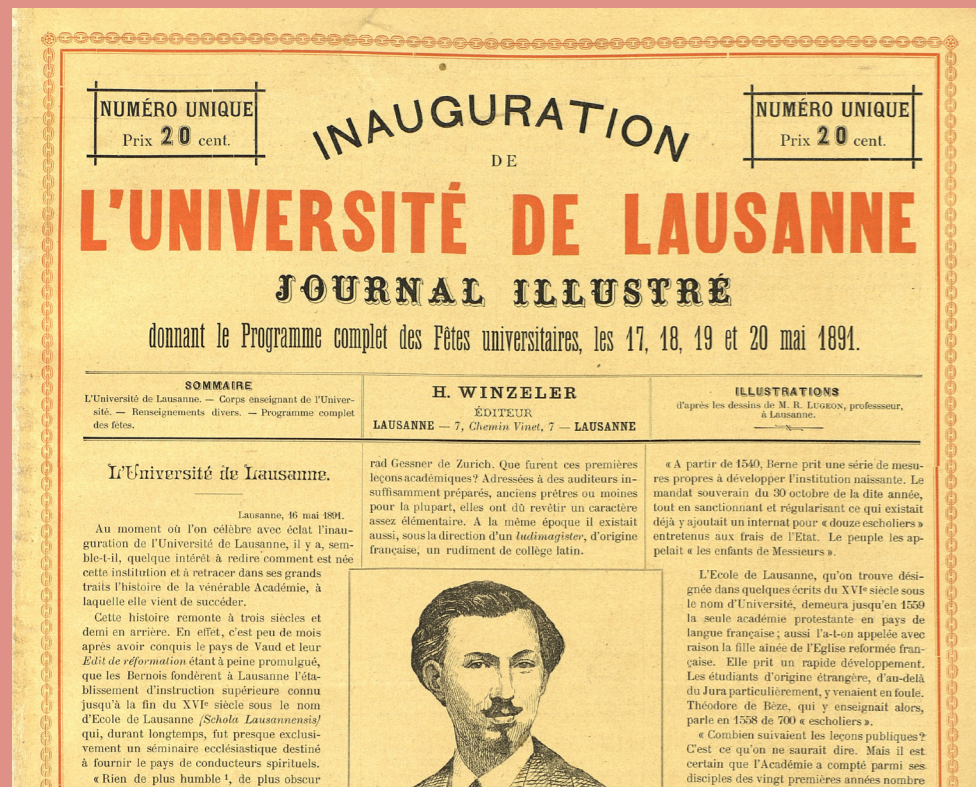 NUMÉRO UNIQUE
Prix 20 cent.
INAUGURATION
DE
NUMÉRO UNIQUE
Prix 20 cent.
L'UNIVERSITÉ DE LAUSANNE
JOURNAL ILLUSTRÉ
donnant le Programme complet des Fêtes universitaires, les 17, 18, 19 et 20 mai 1891.
SOMMAIRE
L'Université de Lausanne. — Corps enseignant de l'Univer-
sité. — Renseignements divers. — Programme complet
des fêtes.
H. WINZELER
ÉDITEUR
LAUSANNE — 7, Chemin Vinet, 7 — LAUSANNE
ILLUSTRATIONS
d'après les dessins de M. R. LUGEON, professseur,
à Lausanne.
L'Université de Lausanne.
Lausanne, 16 mai 1891.
Au moment où l'on célèbre avec éclat l'inau-
guration de l'Université de Lausanne, il y a, sem-
ble-t-il, quelque intérêt à redire comment est née
cette institution et à retracer dans ses grands
traits l'histoire de la vénérable Académie, à
laquelle elle vient de succéder.
Cette histoire remonte à trois siècles et
demi en arrière. En effet, c'est peu de mois
après avoir conquis le pays de Vaud et leur
Edit de réformation étant à peine promulgué,
que les Bernois fondèrent à Lausanne l'éta-
blissement d'instruction supérieure connu
jusqu'à la fin du XVIe siècle sous le nom
d'Ecole de Lausanne (Schola Lausannensis)
qui, durant longtemps, fut presque exclusi-
vement un séminaire ecclésiastique destiné
à fournir le pays de conducteurs spirituels.
« Rien de plus humble ¹, de plus obscur
rad Gessner de Zurich. Que furent ces premières
leçons académiques? Adressées à des auditeurs in-
suffisamment préparés, anciens prêtres ou moines
pour la plupart, elles ont dû revêtir un caractère
assez élémentaire. A la même époque il existait
aussi, sous la direction d'un ludimagister, d'origine
française, un rudiment de collège latin.
« A partir de 1540, Berne prit une série de mesu-
res propres à développer l'institution naissante. Le
mandat souverain du 30 octobre de la dite année,
tout en sanctionnant et régularisant ce qui existait
déjà y ajoutait un internat pour « douze escholiers »
entretenus aux frais de l'Etat. Le peuple les ap-
pelait « les enfants de Messieurs ».
L'Ecole de Lausanne, qu'on trouve dési-
gnée dans quelques écrits du XVIe siècle sous
le nom d'Université, demeura jusqu'en 1559
la seule académie protestante en pays de
langue française; aussi l'a-t-on appelée avec
raison la fille aînée de l'Eglise reformée fran-
çaise. Elle prit un rapide développement.
Les étudiants d'origine étrangère, d'au-delà
du Jura particulièrement, y venaient en foule.
Théodore de Bèze, qui y enseignait alors,
parle en 1558 de 700 « escholiers ».
« Combien suivaient les leçons publiques?
C'est ce qu'on ne saurait dire. Mais il est
certain que l'Académie a compté parmi ses
disciples des vingt premières années nombre